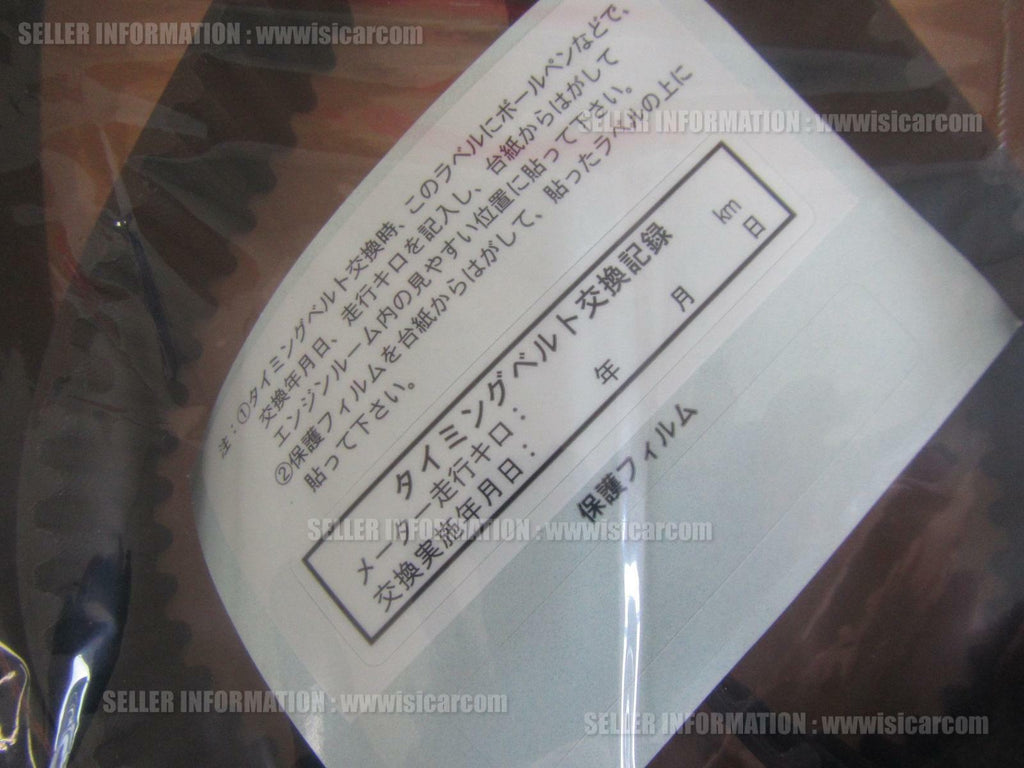 SELLER INFORMATION : wwwisicarcom
SELLER INFORMATION : wwwisicarcom
注：①タイミングベルト交換時、このラベルにボールペンなどで、
交換年月日、走行キロを記入し、台紙からはがして
エンジンルーム内の見やすい位置に貼って下さい。
②保護フィルムを台紙からはがして、貼ったラベルの上に
貼って下さい。
タイミングベルト交換記録
メーター走行キロ： km
交換実施年月日： 年 月 日
保護フィルム
SELLER INFORMATION : wwwisicarcom
SELLER INFORMATION : wwwisicarcom
SELLER INFORMATION : wwwisicarcom